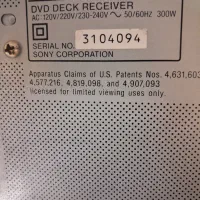 DVD DECK RECEIVER
AC 120V/220V/230-240V ~ 50/60HZ 300W
SERIAL NO. 3104094
SONY CORPORATION
Apparatus Claims of U.S. Patents Nos. 4,631,603
4,577,216, 4,819,098, and 4,907,093
licensed for limited viewing uses only.